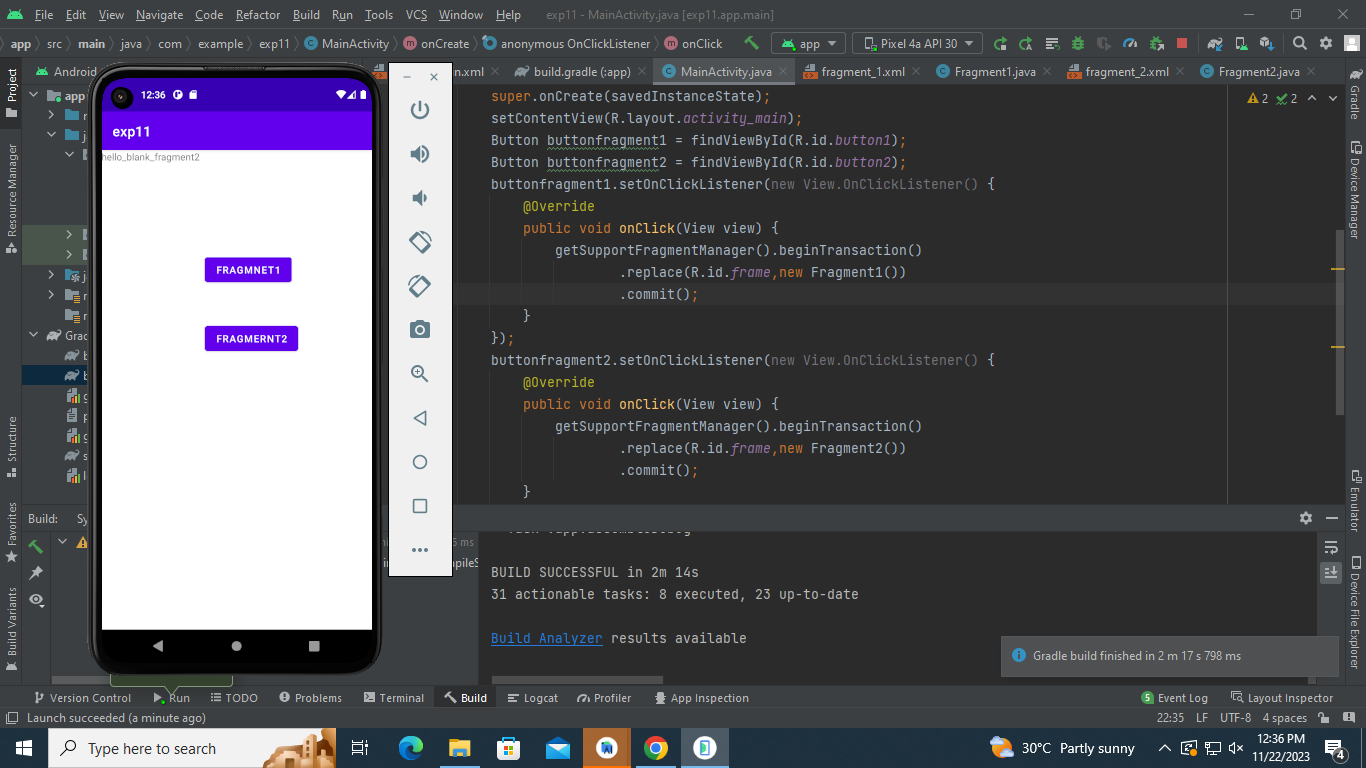 File Edit View Navigate Code Refactor Build Run Tools VCS Window Help exp11 - MainActivity.java [exp11.app.main]
app src main java com example exp11 MainActivity onCreate anonymous OnClickListener onClick app Pixel 4a API 30
Project
Resource Manager
Structure
Favorites
Build Variants
Android
app
Grad
build.gradle (:app) MainActivity.java fragment_1.xml Fragment1.java fragment_2.xml Fragment2.java
12:36
exp11
hello_blank_fragment2
FRAGMNET1
FRAGMERNT2
super.onCreate(savedInstanceState);
setContentView(R.layout.activity_main);
Button buttonfragment1 = findViewById(R.id.button1);
Button buttonfragment2 = findViewById(R.id.button2);
buttonfragment1.setOnClickListener(new View.OnClickListener() {
@Override
public void onClick(View view) {
getSupportFragmentManager().beginTransaction()
.replace(R.id.frame,new Fragment1())
.commit();
}
});
buttonfragment2.setOnClickListener(new View.OnClickListener() {
@Override
public void onClick(View view) {
getSupportFragmentManager().beginTransaction()
.replace(R.id.frame,new Fragment2())
.commit();
}
2 2
Gradle
Device Manager
Emulator
Device File Explorer
Build: Sy
BUILD SUCCESSFUL in 2m 14s
31 actionable tasks: 8 executed, 23 up-to-date
Build Analyzer results available
Gradle build finished in 2 m 17 s 798 ms
Version Control Run TODO Problems Terminal Build Logcat Profiler App Inspection 5 Event Log Layout Inspector
Launch succeeded (a minute ago) 22:35 LF UTF-8 4 spaces
Type here to search 30°C Partly sunny 12:36 PM
11/22/2023 4